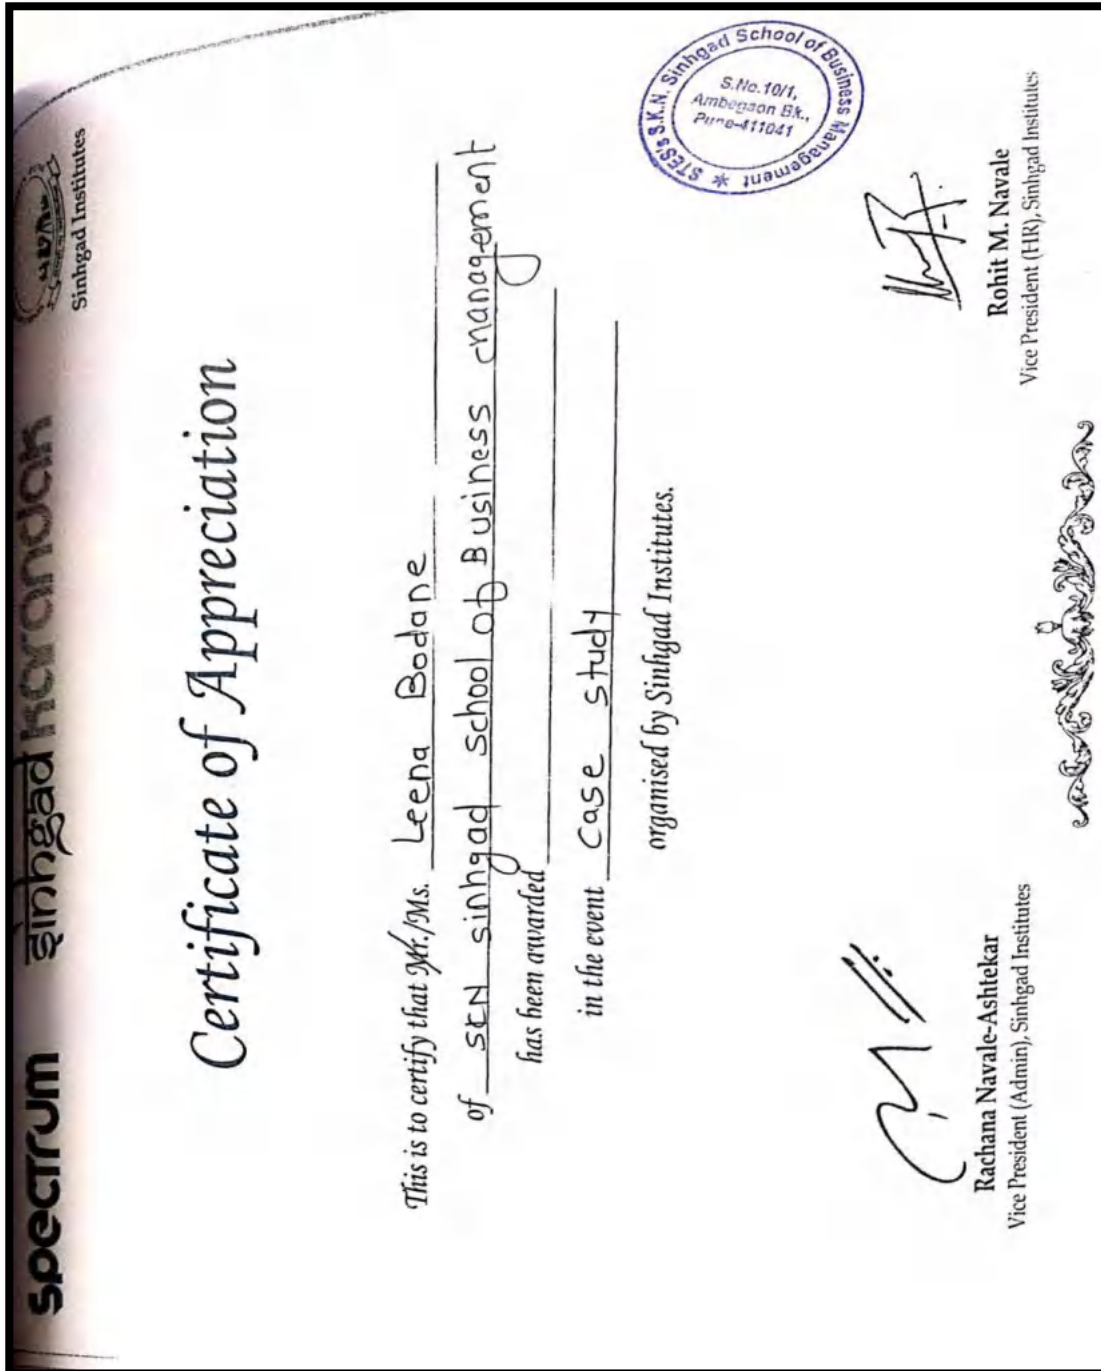 spectrum sinhgad karandak
Sinhgad Institutes
Certificate of Appreciation
This is to certify that Mr./Ms. Leena Bodane
of SKN sinhgad school of Business management
has been awarded
in the event case study
organised by Sinhgad Institutes.
STES's S.K.N. Sinhgad School of Business Management *
S.No.10/1,
Ambegaon Bk.,
Pune-411041
Rachana Navale-Ashtekar
Vice President (Admin), Sinhgad Institutes
Rohit M. Navale
Vice President (HR), Sinhgad Institutes